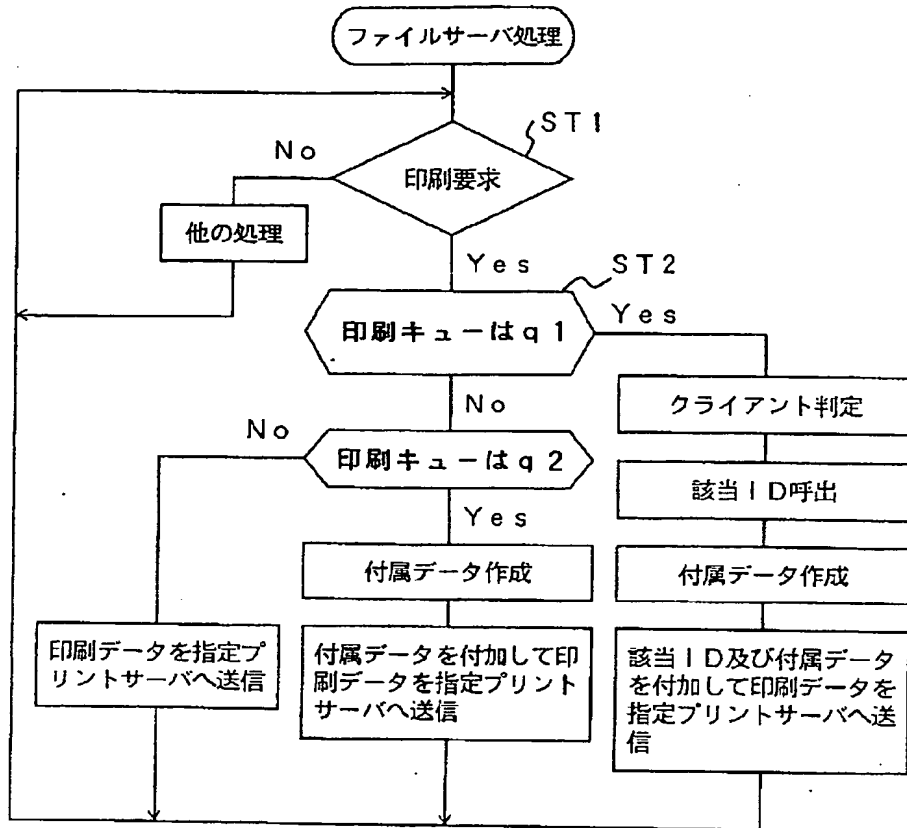 ファイルサーバ処理
ST1
No
印刷要求
他の処理
Yes
ST2
印刷キューはq1
Yes
No
クライアント判定
No
印刷キューはq2
該当ID呼出
Yes
付属データ作成
付属データ作成
印刷データを指定プ
リントサーバへ送信
付属データを付加して印
刷データを指定プリント
サーバへ送信
該当ID及び付属データ
を付加して印刷データを
指定プリントサーバへ送
信